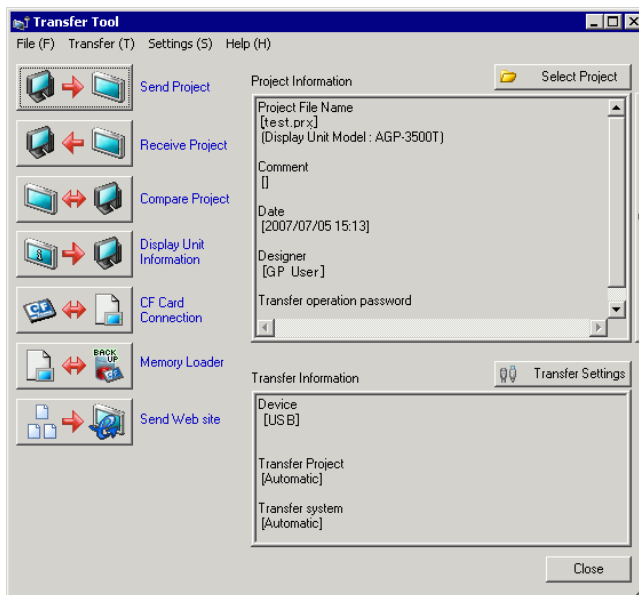 Transfer Tool
File (F) Transfer (T) Settings (S) Help (H)
Send Project
Receive Project
Compare Project
Display Unit
Information
CF Card
Connection
Memory Loader
Send Web site
CF
BACK
UP
CF
Project Information
Select Project
Project File Name
[test.prx]
(Display Unit Model : AGP-3500T)
Comment
[]
Date
[2007/07/05 15:13]
Designer
[GP User]
Transfer operation password
Transfer Information
Transfer Settings
Device
[USB]
Transfer Project
[Automatic]
Transfer system
[Automatic]
Close